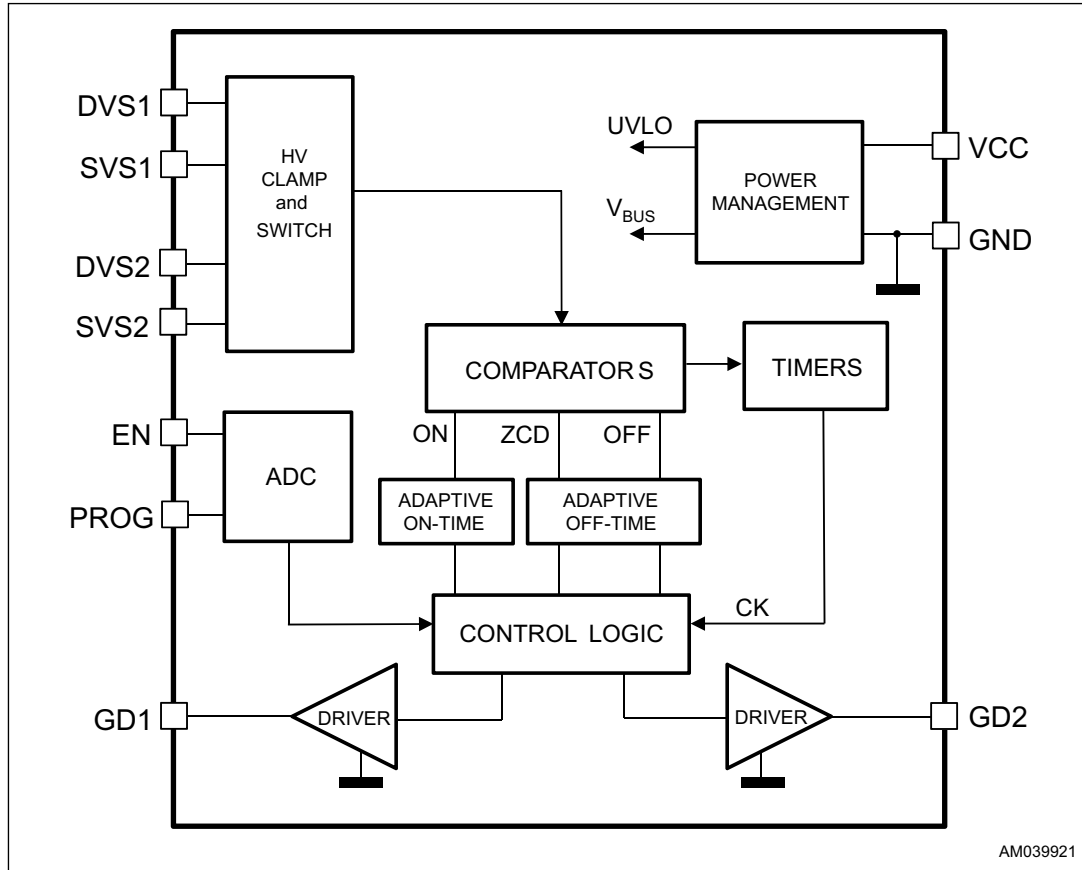 DVS1
SVS1
DVS2
SVS2
HV
CLAMP
and
SWITCH
UVLO
VBUS
POWER
MANAGEMENT
VCC
GND
COMPARATORS
TIMERS
EN
PROG
ADC
ON
ZCD
OFF
ADAPTIVE
ON-TIME
ADAPTIVE
OFF-TIME
CK
CONTROL LOGIC
GD1
DRIVER
DRIVER
GD2
AM039921